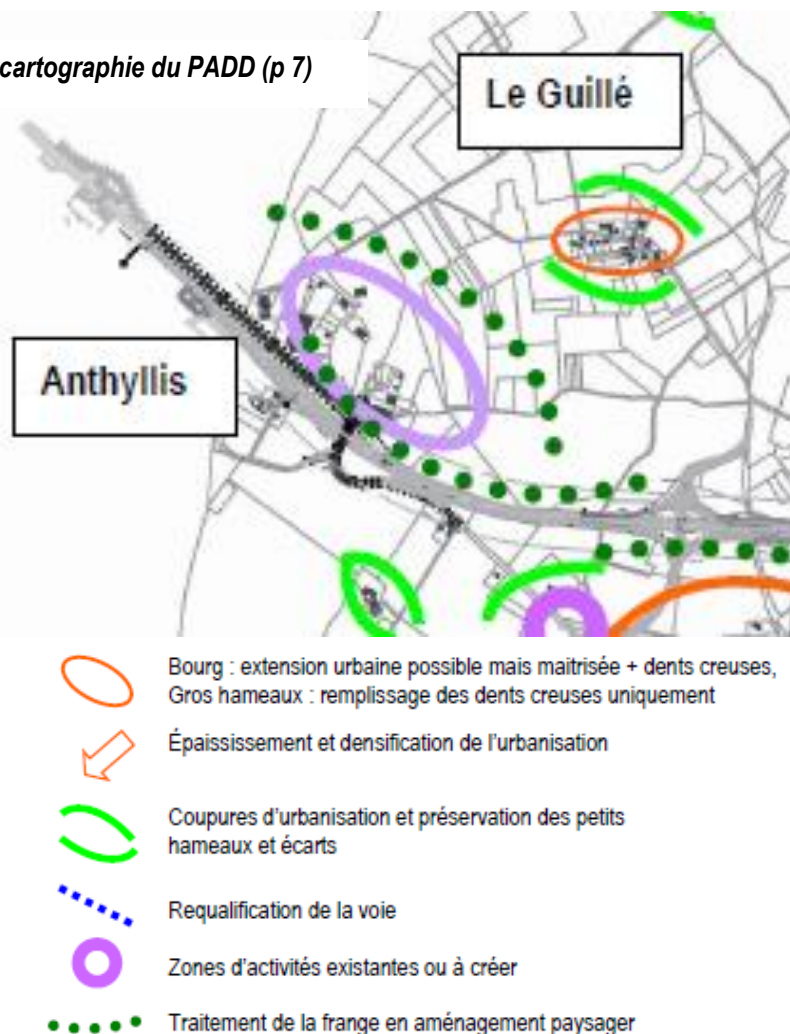 cartographie du PADD (p 7)
Le Guillé
Anthyllis
Bourg : extension urbaine possible mais maitrisée + dents creuses,
Gros hameaux : remplissage des dents creuses uniquement
Épaississement et densification de l'urbanisation
Coupures d'urbanisation et préservation des petits
hameaux et écarts
Requalification de la voie
Zones d'activités existantes ou à créer
Traitement de la frange en aménagement paysager